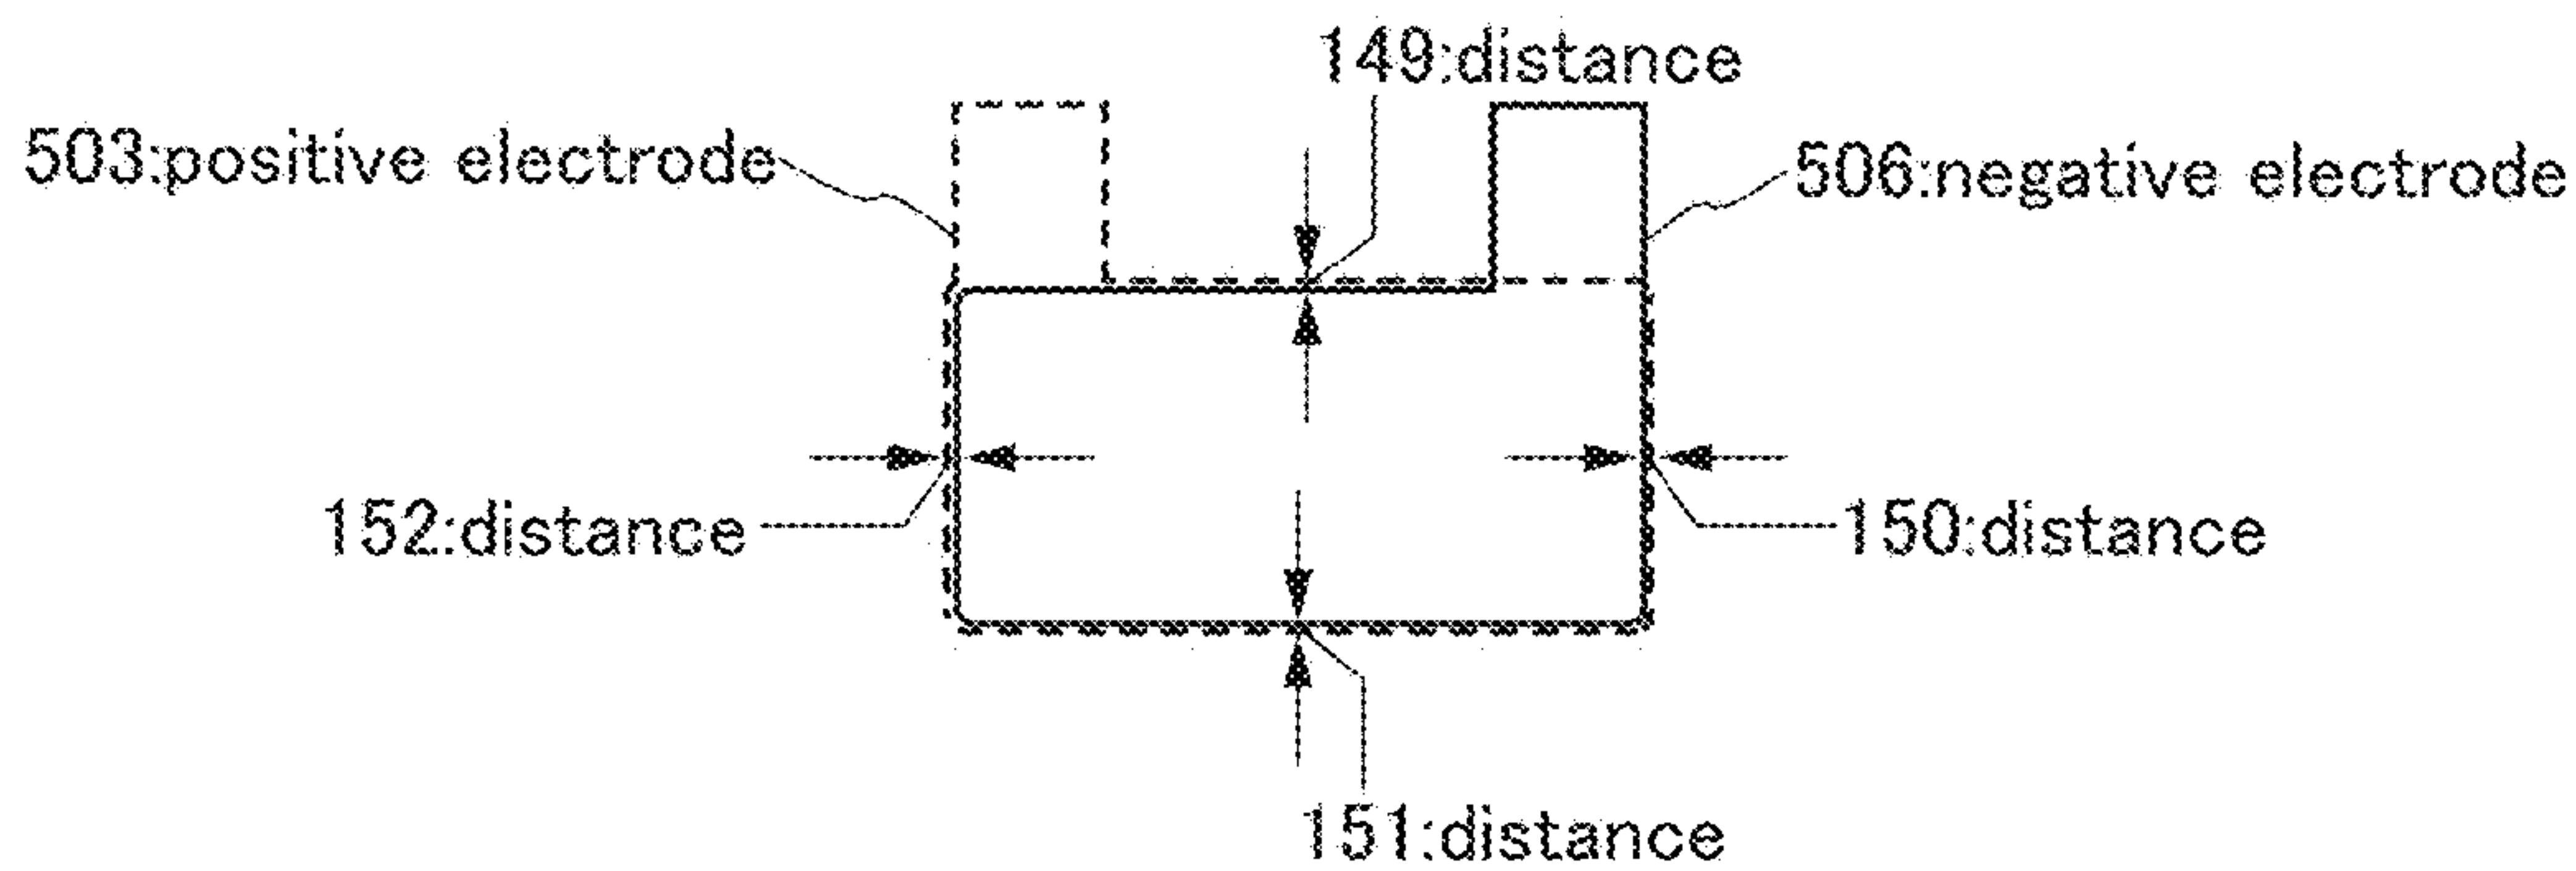 149:distance
503:positive electrode
506:negative electrode
152:distance
150:distance
151:distance